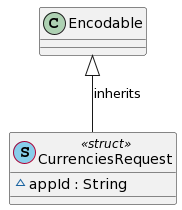 C Encodable
inherits
S «struct»
CurrenciesRequest
~ appId : String